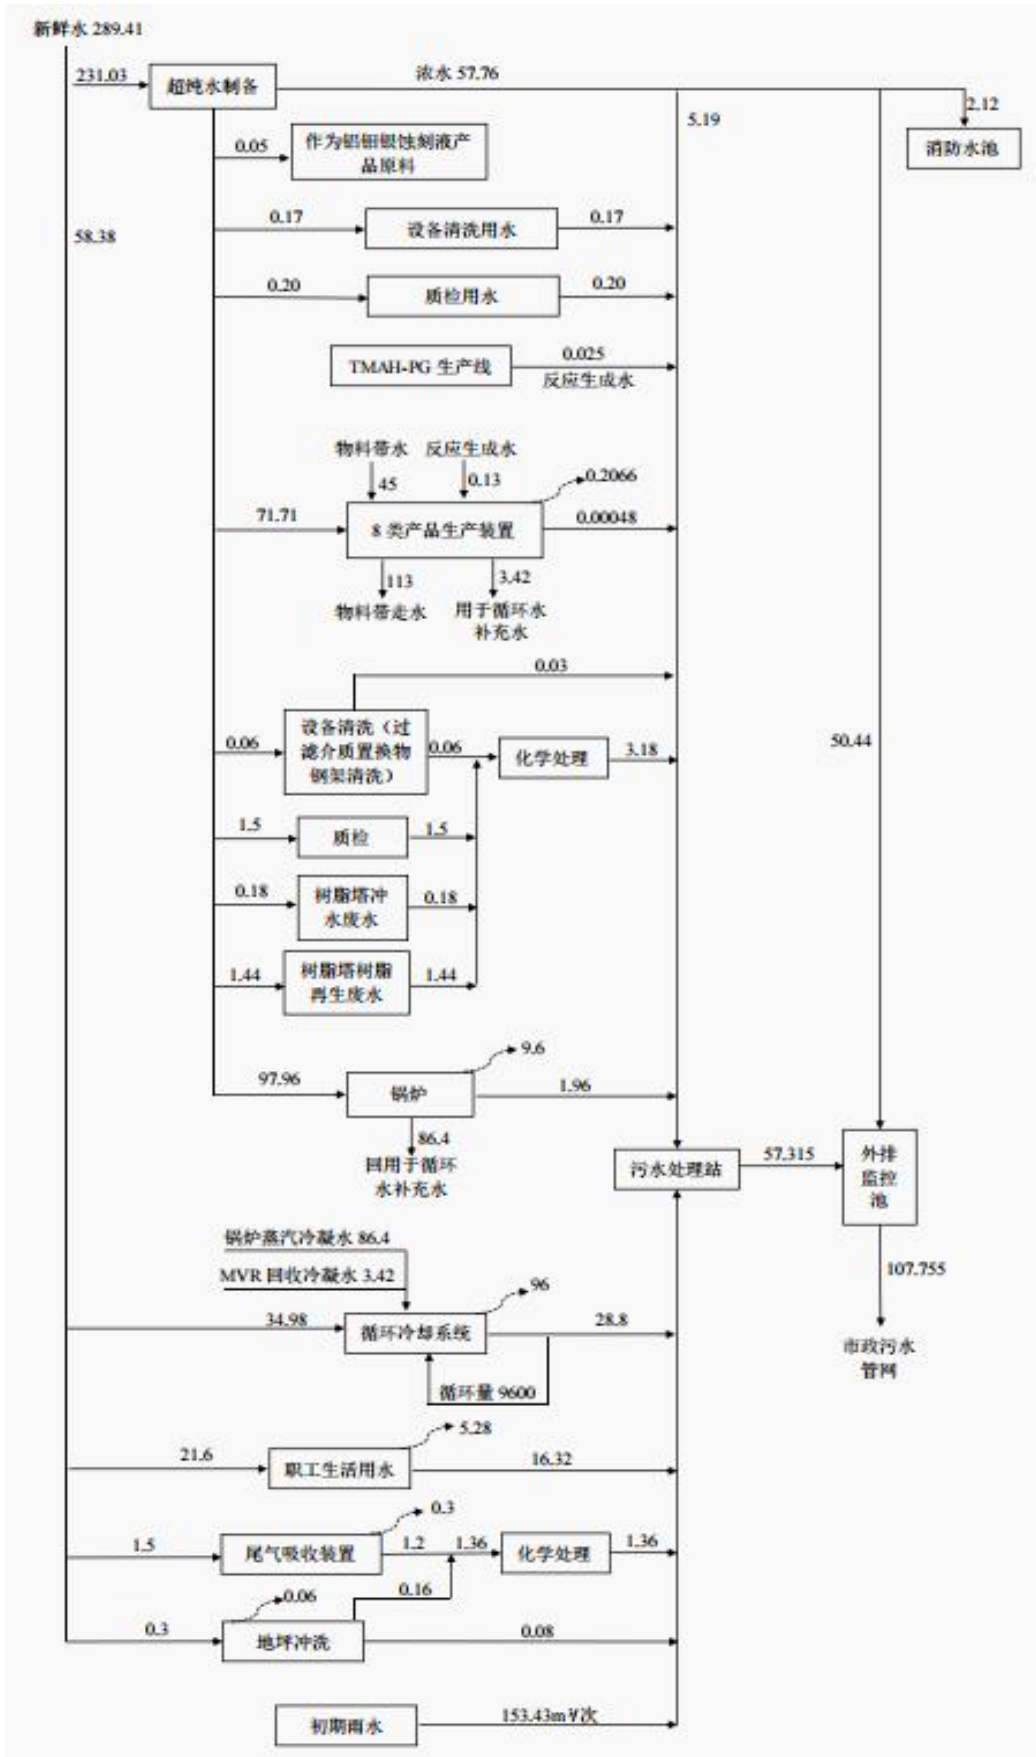 新鲜水 289.41
231.03
超纯水制备
浓水 57.76
5.19
2.12
消防水池
0.05
作为铝钼银蚀刻液产
品原料
58.38
0.17
设备清洗用水
0.17
0.20
质检用水
0.20
TMAH-PG 生产线
0.025
反应生成水
物料带水
反应生成水
45
0.13
0.2066
71.71
8 类产品生产装置
0.00048
113
3.42
物料带走水
用于循环水
补充水
0.03
0.06
设备清洗（过
滤介质置换物
钢架清洗）
0.06
化学处理
3.18
50.44
1.5
质检
1.5
0.18
树脂塔冲
水废水
0.18
1.44
树脂塔树脂
再生废水
1.44
9.6
97.96
锅炉
1.96
86.4
回用于循环
水补充水
污水处理站
57.315
外排
监控
池
锅炉蒸汽冷凝水 86.4
MVR 回收冷凝水 3.42
107.755
96
34.98
循环冷却系统
28.8
循环量 9600
市政污水
管网
5.28
21.6
职工生活用水
16.32
0.3
1.5
尾气吸收装置
1.2
1.36
化学处理
1.36
0.16
0.06
0.3
地坪冲洗
0.08
初期雨水
153.43m³/次